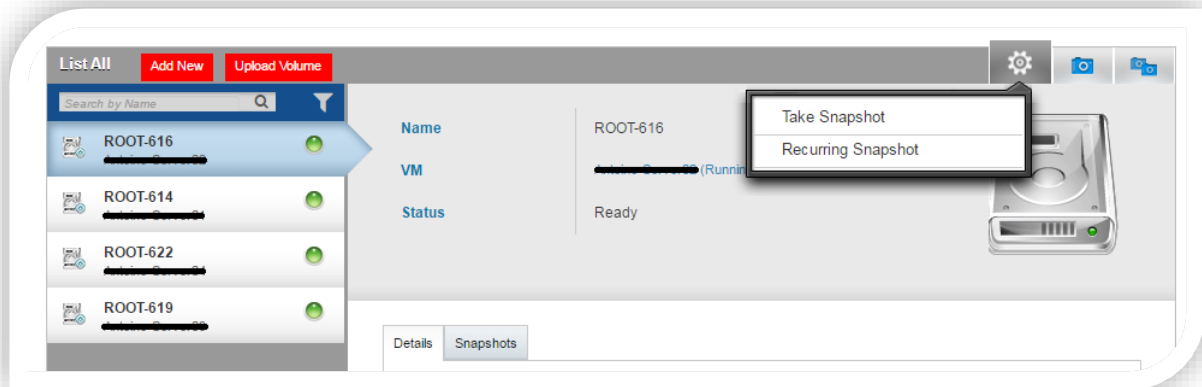 List All Add New Upload Volume
Search by Name
ROOT-616
ROOT-614
ROOT-622
ROOT-619
Name ROOT-616
VM (Runnin
Status Ready
Take Snapshot
Recurring Snapshot
Details Snapshots